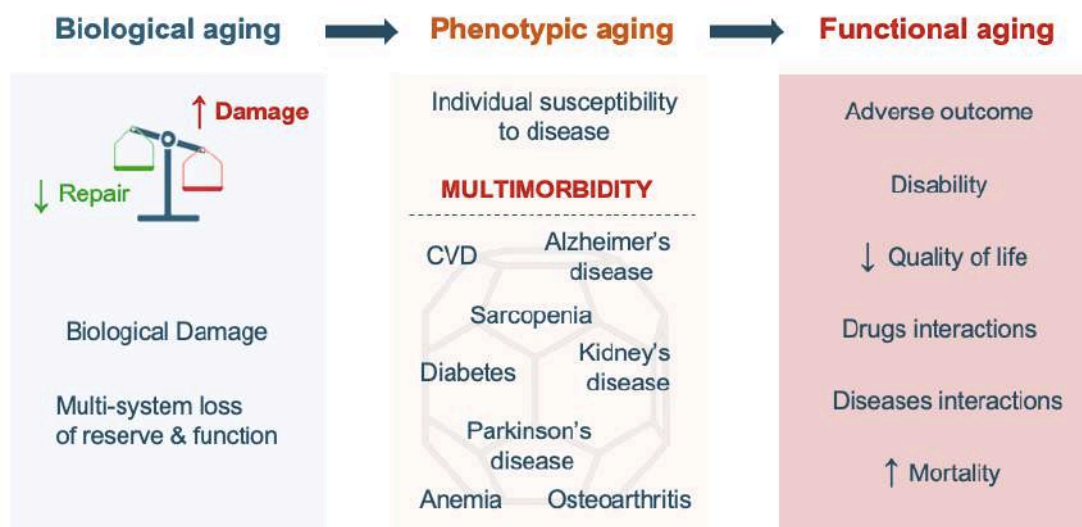 Biological aging
Phenotypic aging
Functional aging
↑ Damage
↓ Repair
Biological Damage
Multi-system loss
of reserve & function
Individual susceptibility
to disease
MULTIMORBIDITY
CVD
Alzheimer's
disease
Sarcopenia
Diabetes
Kidney's
disease
Parkinson's
disease
Anemia
Osteoarthritis
Adverse outcome
Disability
↓ Quality of life
Drugs interactions
Diseases interactions
↑ Mortality